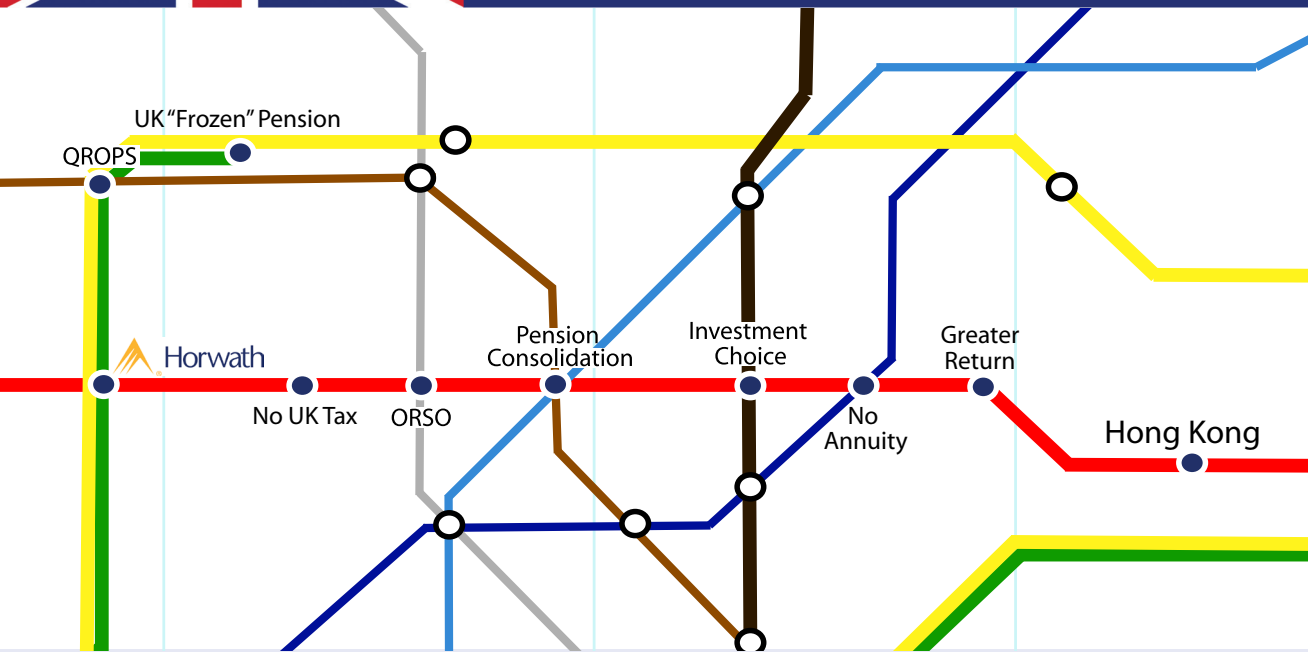 UK “Frozen” Pension
QROPS
Horwath
No UK Tax
ORSO
Pension
Consolidation
Investment
Choice
No
Annuity
Greater
Return
Hong Kong